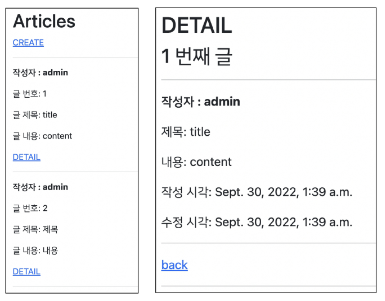 Articles
CREATE
작성자 : admin
글 번호: 1
글 제목: title
글 내용: content
DETAIL
작성자 : admin
글 번호: 2
글 제목: 제목
글 내용: 내용
DETAIL
DETAIL
1 번째 글
작성자 : admin
제목: title
내용: content
작성 시각: Sept. 30, 2022, 1:39 a.m.
수정 시각: Sept. 30, 2022, 1:39 a.m.
back